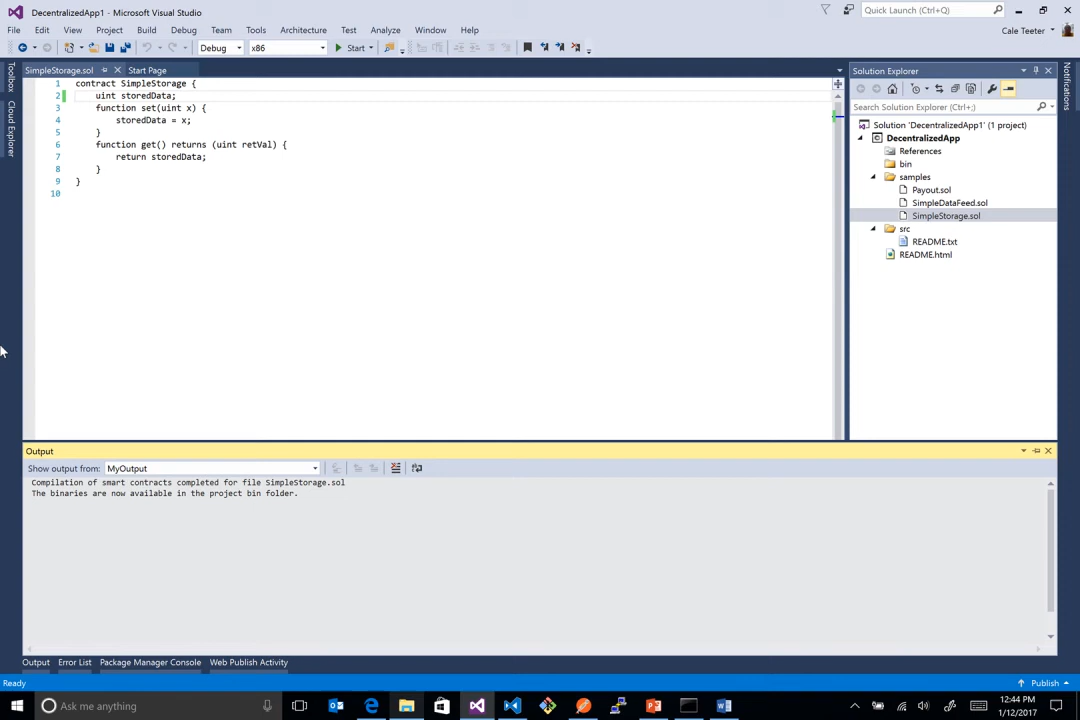 DecentralizedApp1 - Microsoft Visual Studio
Quick Launch (Ctrl+Q)
File Edit View Project Build Debug Team Tools Architecture Test Analyze Window Help
Cale Teeter
Debug x86 Start
Toolbox
Cloud Explorer
SimpleStorage.sol Start Page
1 contract SimpleStorage {
2 uint storedData;
3 function set(uint x) {
4 storedData = x;
5 }
6 function get() returns (uint retVal) {
7 return storedData;
8 }
9 }
10
Solution Explorer
Search Solution Explorer (Ctrl+;)
Solution 'DecentralizedApp1' (1 project)
DecentralizedApp
References
bin
samples
Payout.sol
SimpleDataFeed.sol
SimpleStorage.sol
src
README.txt
README.html
Notifications
Output
Show output from: MyOutput
Compilation of smart contracts completed for file SimpleStorage.sol
The binaries are now available in the project bin folder.
Output Error List Package Manager Console Web Publish Activity
Ready
Publish
Ask me anything
12:44 PM
1/12/2017